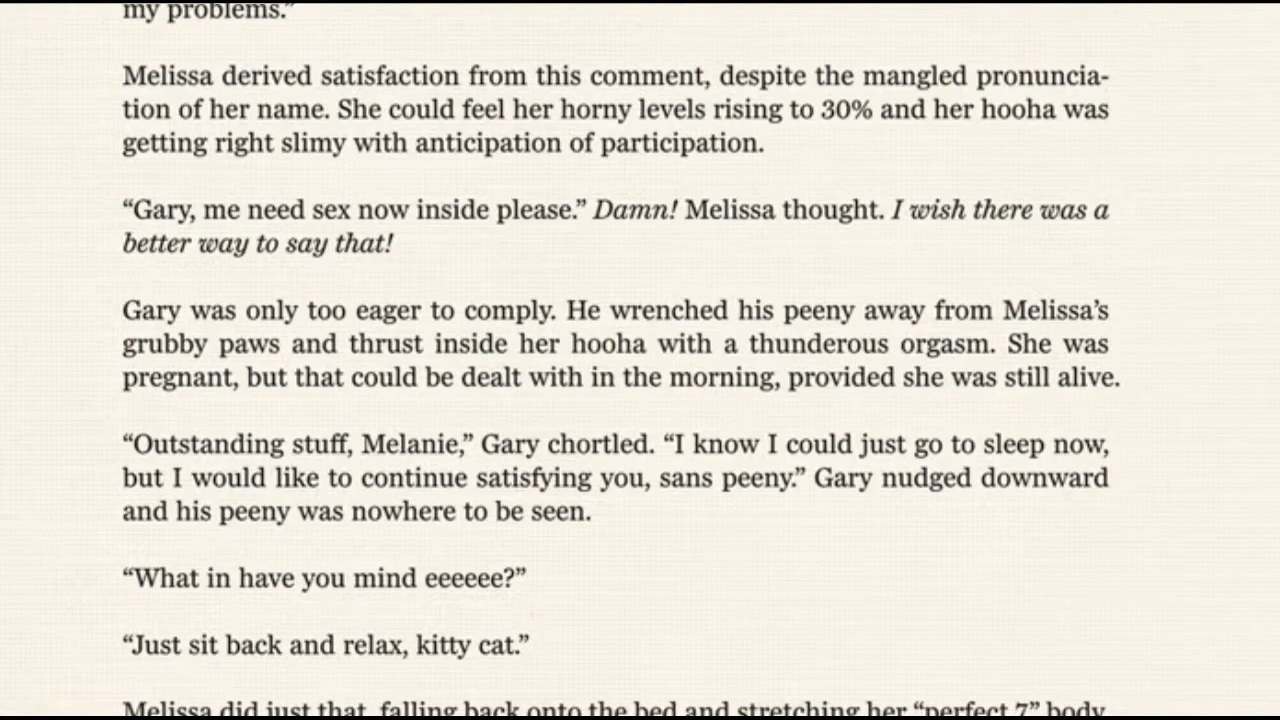 my problems.”
Melissa derived satisfaction from this comment, despite the mangled pronuncia-
tion of her name. She could feel her horny levels rising to 30% and her hooha was
getting right slimy with anticipation of participation.
“Gary, me need sex now inside please.” Damn! Melissa thought. I wish there was a
better way to say that!
Gary was only too eager to comply. He wrenched his peeny away from Melissa’s
grubby paws and thrust inside her hooha with a thunderous orgasm. She was
pregnant, but that could be dealt with in the morning, provided she was still alive.
“Outstanding stuff, Melanie,” Gary chortled. “I know I could just go to sleep now,
but I would like to continue satisfying you, sans peeny.” Gary nudged downward
and his peeny was nowhere to be seen.
“What in have you mind eeeeee?”
“Just sit back and relax, kitty cat.”
Melissa did just that, falling back onto the bed and stretching her “perfect 7” body